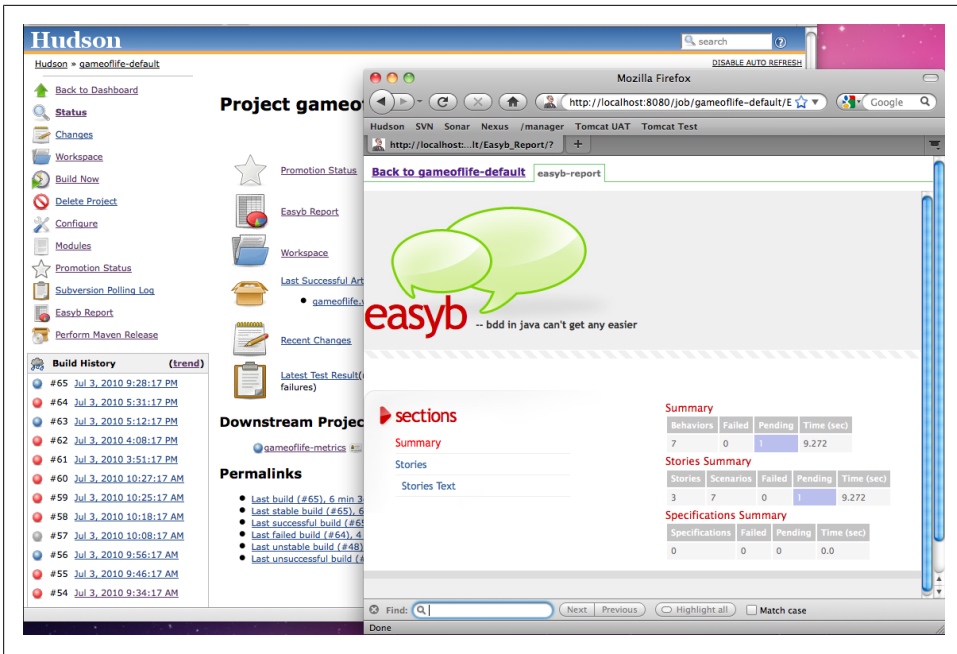 Hudson
search
?
Hudson » gameoflife-default
DISABLE AUTO REFRESH
Back to Dashboard
Status
Changes
Workspace
Build Now
Delete Project
Configure
Modules
Promotion Status
Subversion Polling Log
Easyb Report
Perform Maven Release
Build History (trend)
#65 Jul 3, 2010 9:28:17 PM
#64 Jul 3, 2010 5:31:17 PM
#63 Jul 3, 2010 5:12:17 PM
#62 Jul 3, 2010 4:08:17 PM
#61 Jul 3, 2010 3:51:17 PM
#60 Jul 3, 2010 10:27:17 AM
#59 Jul 3, 2010 10:25:17 AM
#58 Jul 3, 2010 10:18:17 AM
#57 Jul 3, 2010 10:08:17 AM
#56 Jul 3, 2010 9:56:17 AM
#55 Jul 3, 2010 9:46:17 AM
#54 Jul 3, 2010 9:34:17 AM
Project gameo
Promotion Status
Easyb Report
Workspace
Last Successful Art
gameoflife.
Recent Changes
Latest Test Result(
failures)
Downstream Projec
gameoflife-metrics
Permalinks
Last build (#65), 6 min 3
Last stable build (#65), 6
Last successful build (#65
Last failed build (#64), 4
Last unstable build (#48)
Last unsuccessful build (#
Mozilla Firefox
http://localhost:8080/job/gameoflife-default/E
Google
Hudson SVN Sonar Nexus /manager Tomcat UAT Tomcat Test
http://localhost:...lt/Easyb_Report/?
+
Back to gameoflife-default easyb-report
easyb -- bdd in java can't get any easier
sections
Summary
Stories
Stories Text
Summary
Behaviors Failed Pending Time (sec)
7 0 1 9.272
Stories Summary
Stories Scenarios Failed Pending Time (sec)
3 7 0 1 9.272
Specifications Summary
Specifications Failed Pending Time (sec)
0 0 0 0.0
Find: Next Previous Highlight all Match case
Done